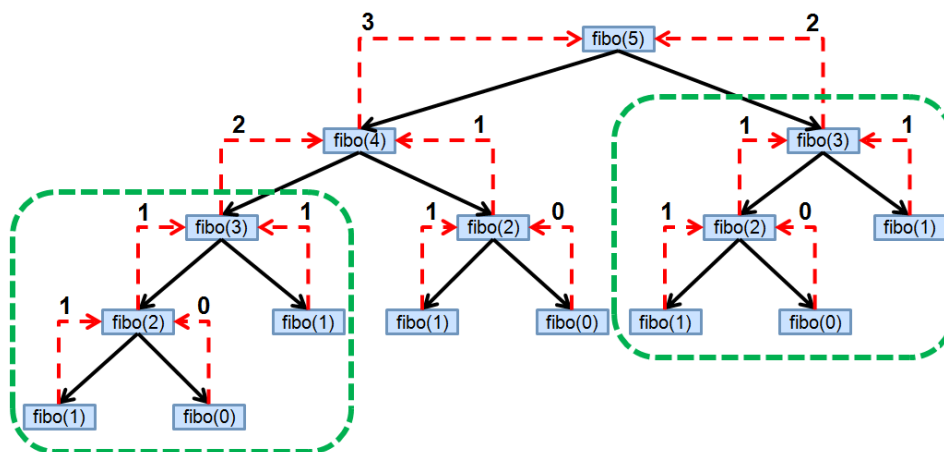 3 fibo(5) 2
2 fibo(4) 1 1 fibo(3) 1
1 fibo(3) 1 1 fibo(2) 0 1 fibo(2) 0 fibo(1)
1 fibo(2) 0 fibo(1) fibo(1) fibo(0) fibo(1) fibo(0)
fibo(1) fibo(0)